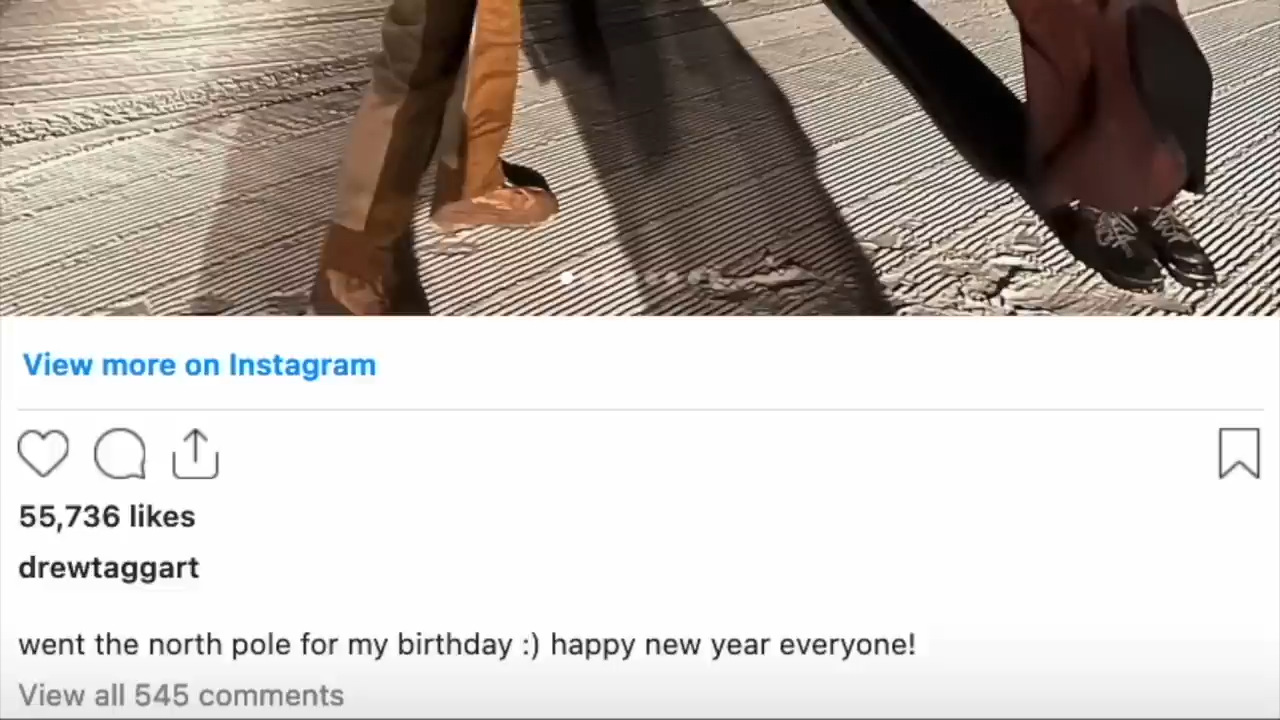 View more on Instagram
55,736 likes
drewtaggart
went the north pole for my birthday :) happy new year everyone!
View all 545 comments